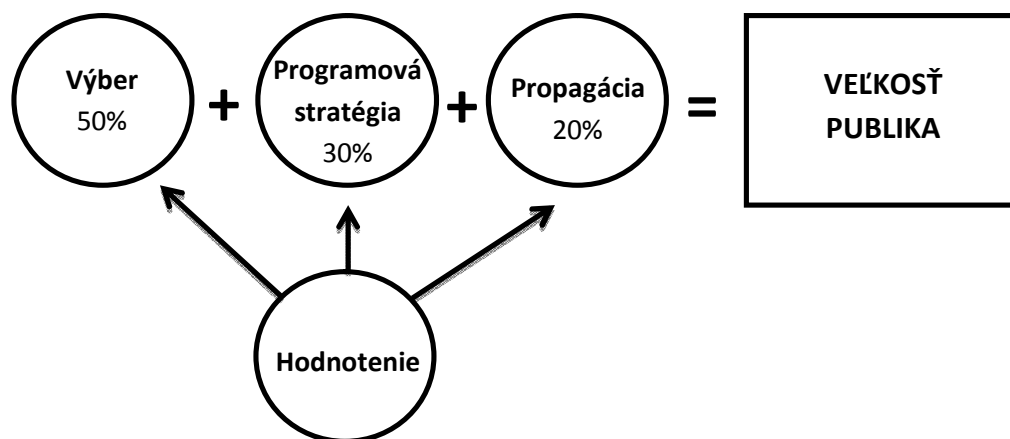 Výber
50%
+
Programová
stratégia
30%
+
Propagácia
20%
=
VEĽKOSŤ
PUBLIKA
Hodnotenie